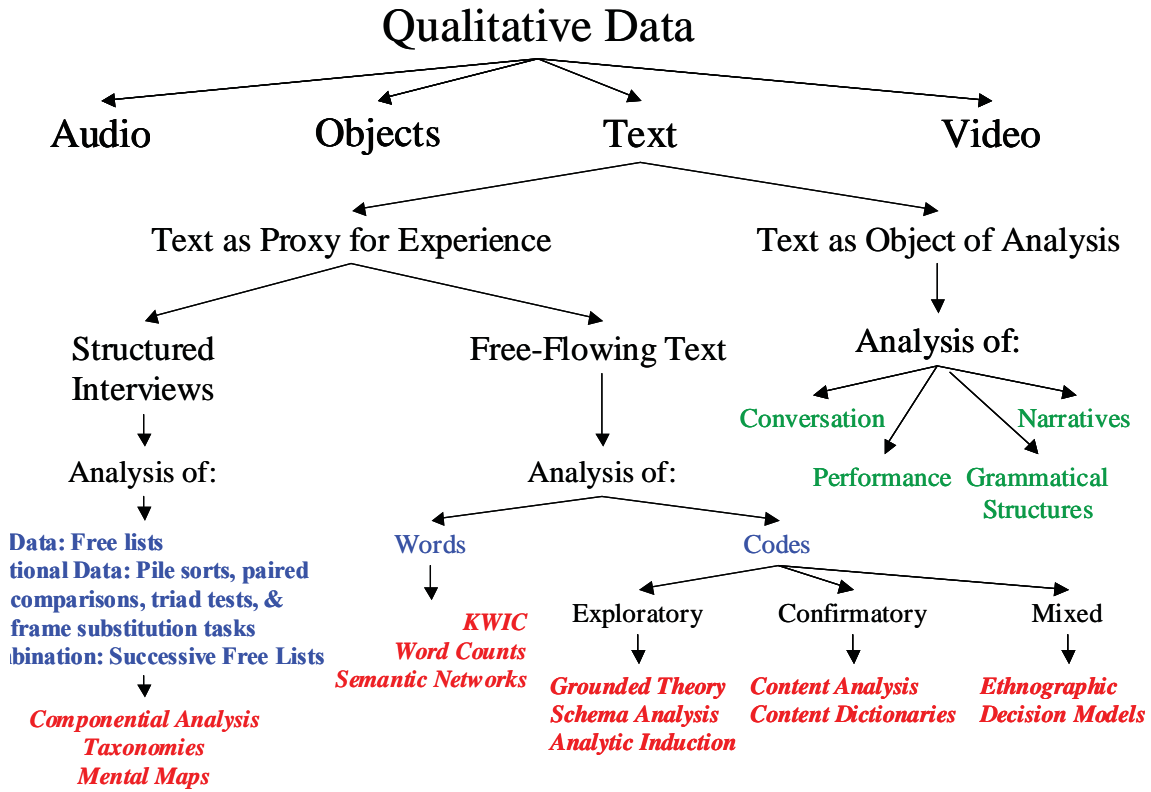 Qualitative Data
Audio
Objects
Text
Video
Text as Proxy for Experience
Text as Object of Analysis
Structured
Interviews
Free-Flowing Text
Analysis of:
Conversation
Narratives
Performance
Grammatical
Structures
Analysis of:
Analysis of:
Data: Free lists
tional Data: Pile sorts, paired
comparisons, triad tests, &
frame substitution tasks
bination: Successive Free Lists
Words
Codes
KWIC
Word Counts
Semantic Networks
Exploratory
Confirmatory
Mixed
Grounded Theory
Schema Analysis
Analytic Induction
Content Analysis
Content Dictionaries
Ethnographic
Decision Models
Componential Analysis
Taxonomies
Mental Maps